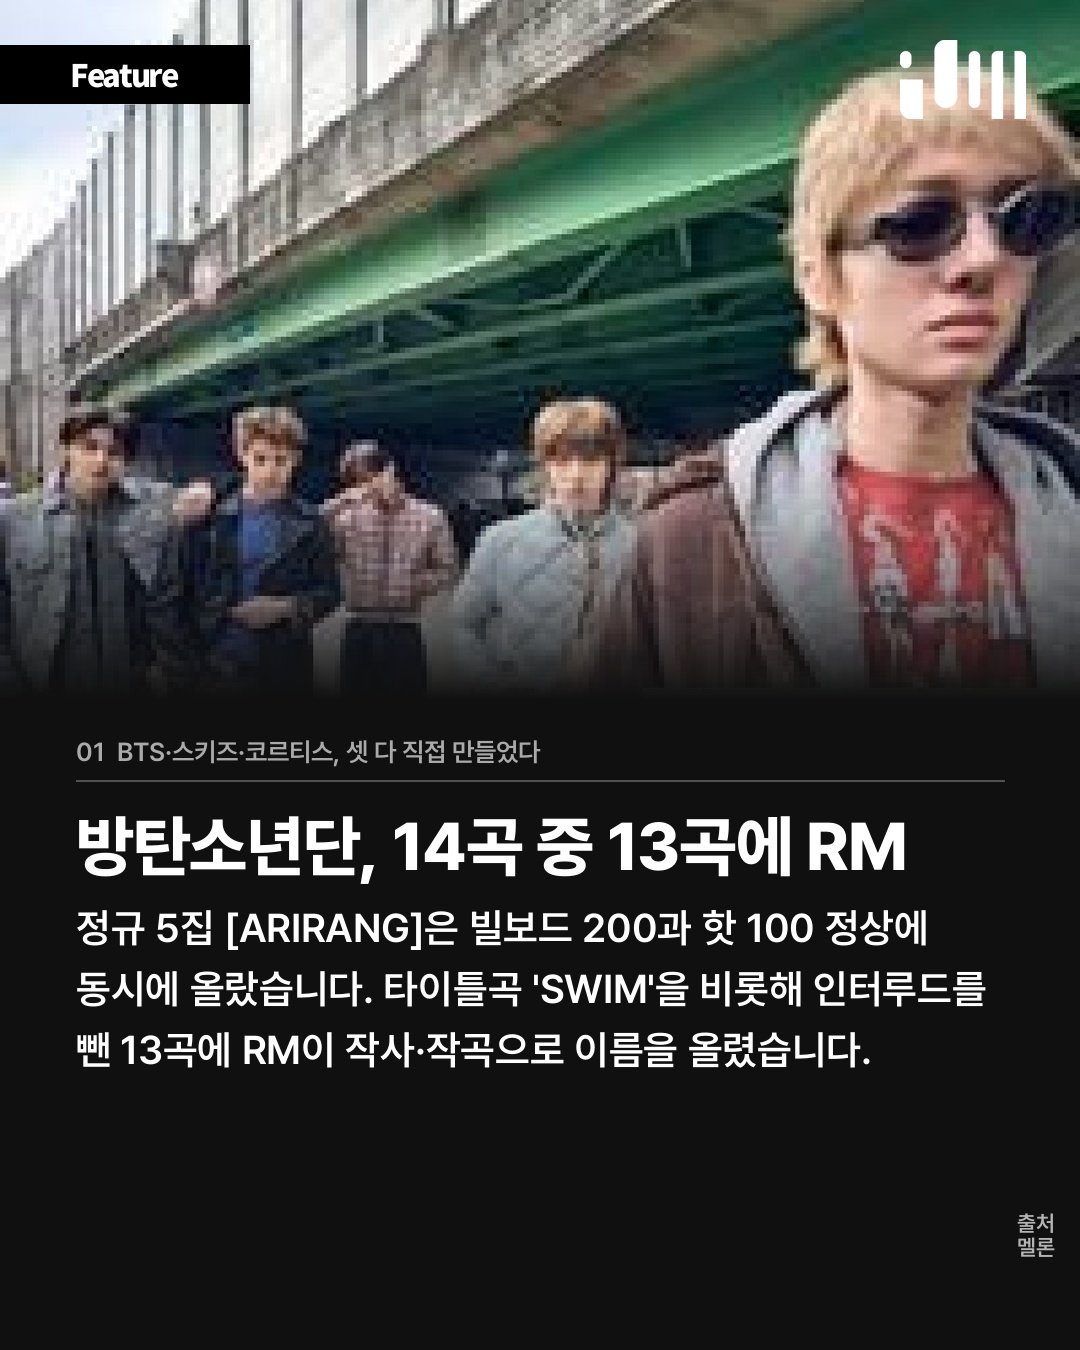 Feature
idm
01 BTS·스키즈·코르티스, 셋 다 직접 만들었다
방탄소년단, 14곡 중 13곡에 RM
정규 5집 [ARIRANG]은 빌보드 200과 핫 100 정상에
동시에 올랐습니다. 타이틀곡 'SWIM'을 비롯해 인터루드를
뺀 13곡에 RM이 작사·작곡으로 이름을 올렸습니다.
출처
멜론